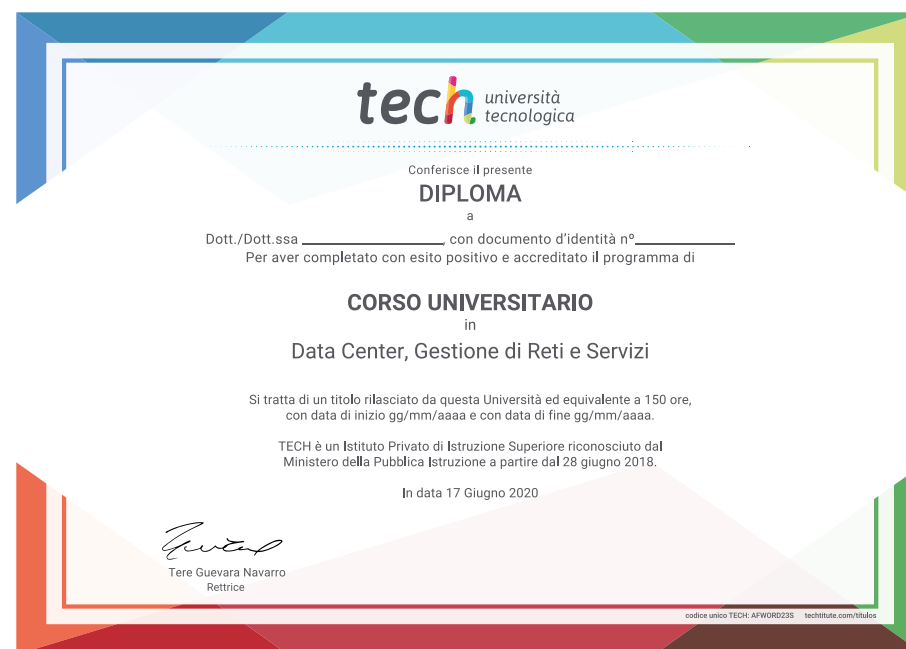 tech università
tecnologica
Conferisce il presente
DIPLOMA
a
Dott./Dott.ssa ____________________, con documento d'identità nº______________
Per aver completato con esito positivo e accreditato il programma di
CORSO UNIVERSITARIO
in
Data Center, Gestione di Reti e Servizi
Si tratta di un titolo rilasciato da questa Università ed equivalente a 150 ore,
con data di inizio gg/mm/aaaa e con data di fine gg/mm/aaaa.
TECH è un Istituto Privato di Istruzione Superiore riconosciuto dal
Ministero della Pubblica Istruzione a partire dal 28 giugno 2018.
In data 17 Giugno 2020
Tere Guevara Navarro
Rettrice
codice unico TECH: AFWORD23S techtitute.com/titulos